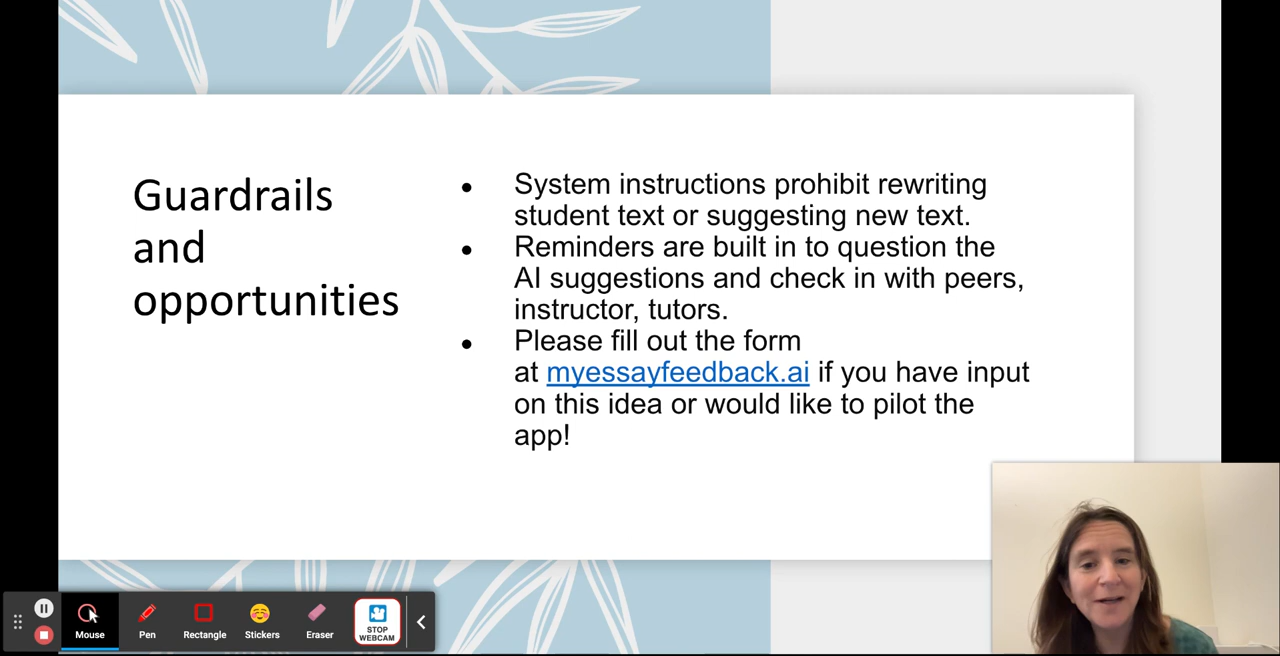 Guardrails
and
opportunities
● System instructions prohibit rewriting
student text or suggesting new text.
● Reminders are built in to question the
AI suggestions and check in with peers,
instructor, tutors.
● Please fill out the form
at myessayfeedback.ai if you have input
on this idea or would like to pilot the
app!
Mouse
Pen
Rectangle
Stickers
Eraser
STOP
WEBCAM